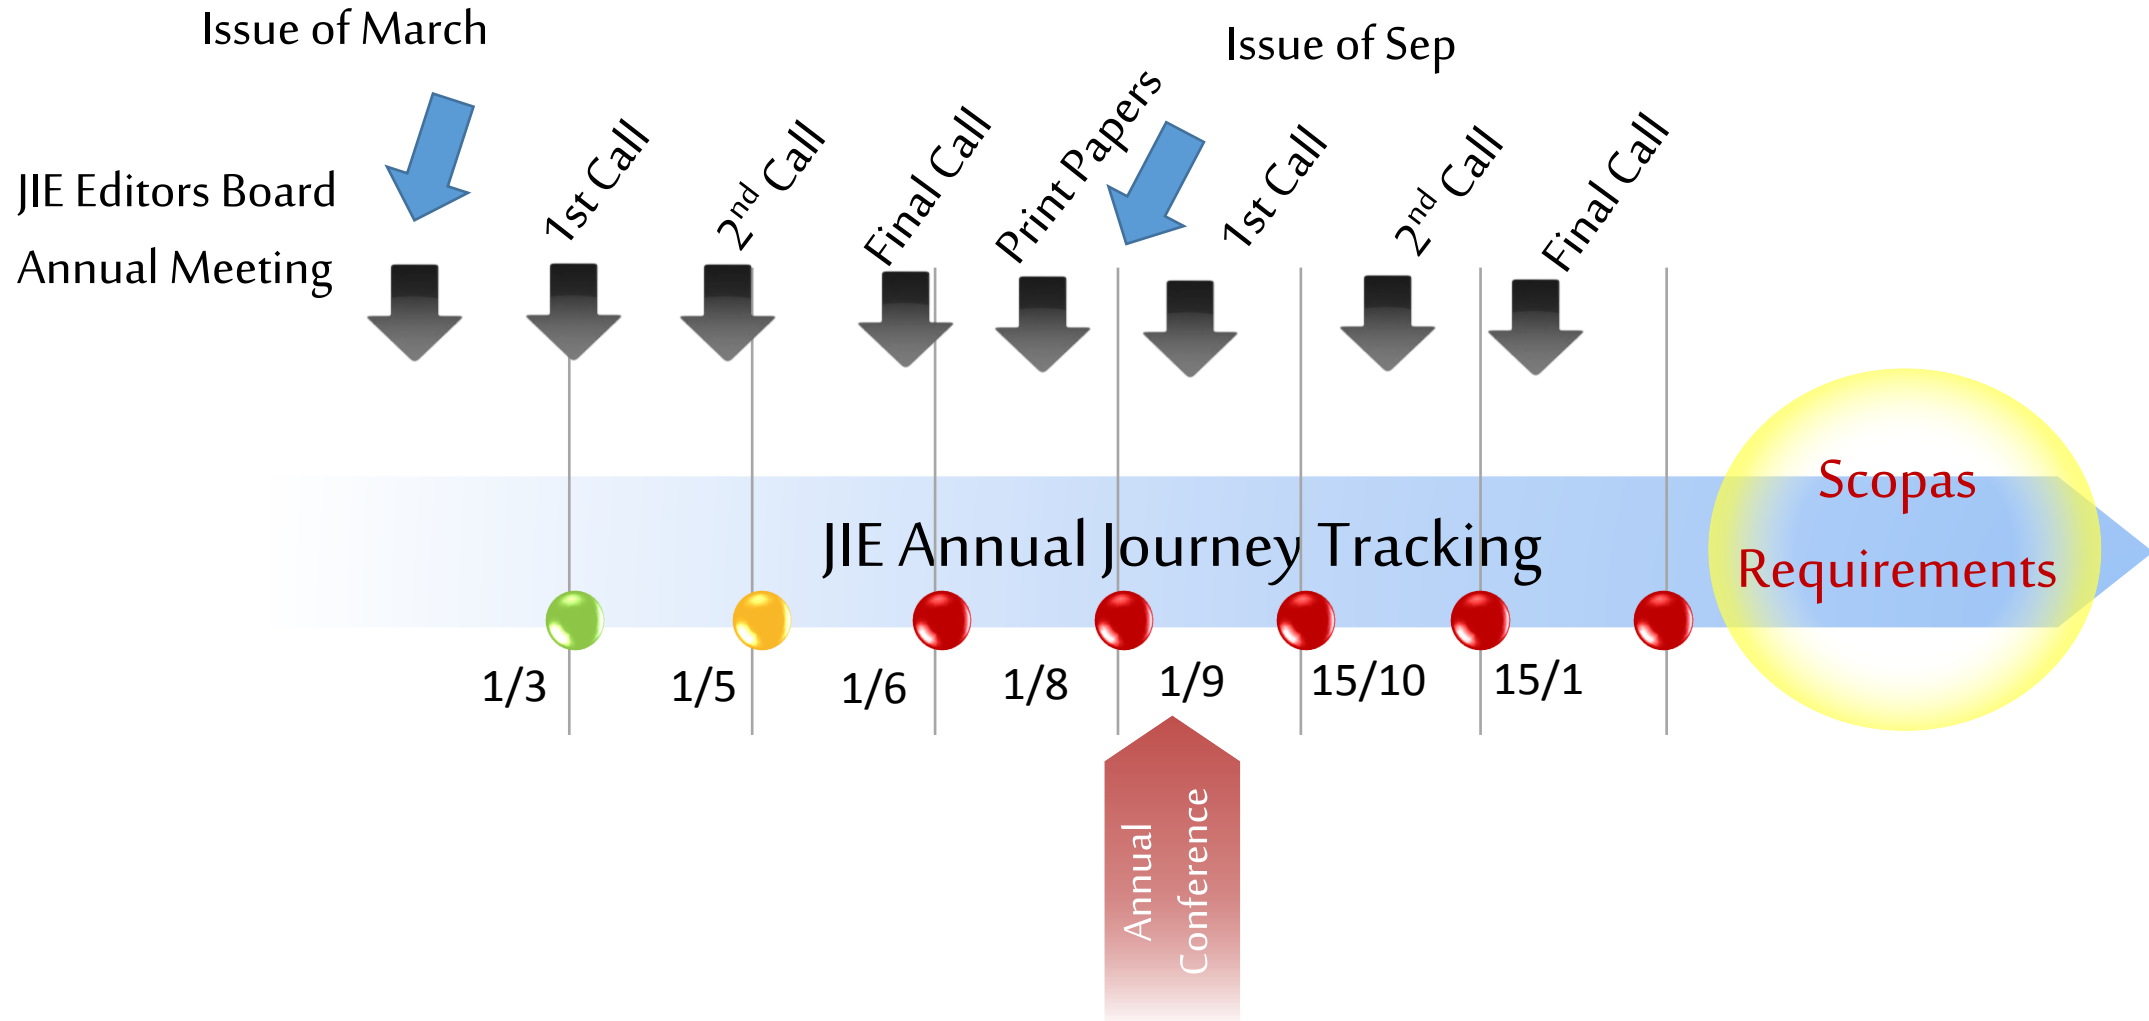 Issue of March
Issue of Sep
JIE Editors Board
Annual Meeting
1st Call
2nd Call
Final Call
Print Papers
1st Call
2nd Call
Final Call
JIE Annual Journey Tracking
Scopas
Requirements
1/3
1/5
1/6
1/8
1/9
15/10
15/1
Annual
Conference